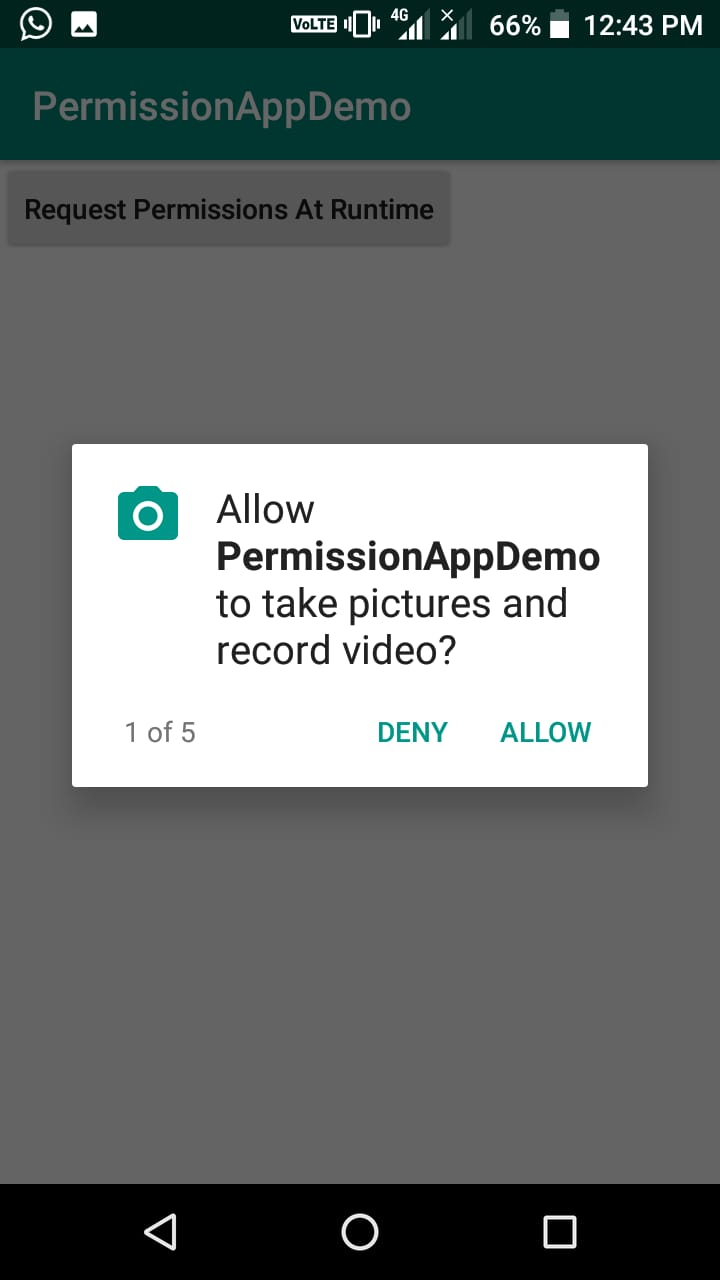 VoLTE 4G 66% 12:43 PM
PermissionAppDemo
Request Permissions At Runtime
Allow
PermissionAppDemo
to take pictures and
record video?
1 of 5 DENY ALLOW